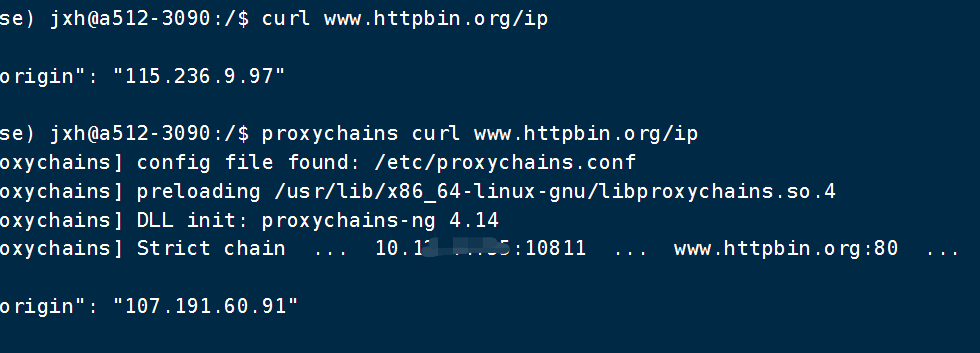 se) jxh@a512-3090:/$ curl www.httpbin.org/ip
origin": "115.236.9.97"
se) jxh@a512-3090:/$ proxychains curl www.httpbin.org/ip
oxychains] config file found: /etc/proxychains.conf
oxychains] preloading /usr/lib/x86_64-linux-gnu/libproxychains.so.4
oxychains] DLL init: proxychains-ng 4.14
oxychains] Strict chain ... :10811 ... www.httpbin.org:80 ...
origin": "107.191.60.91"